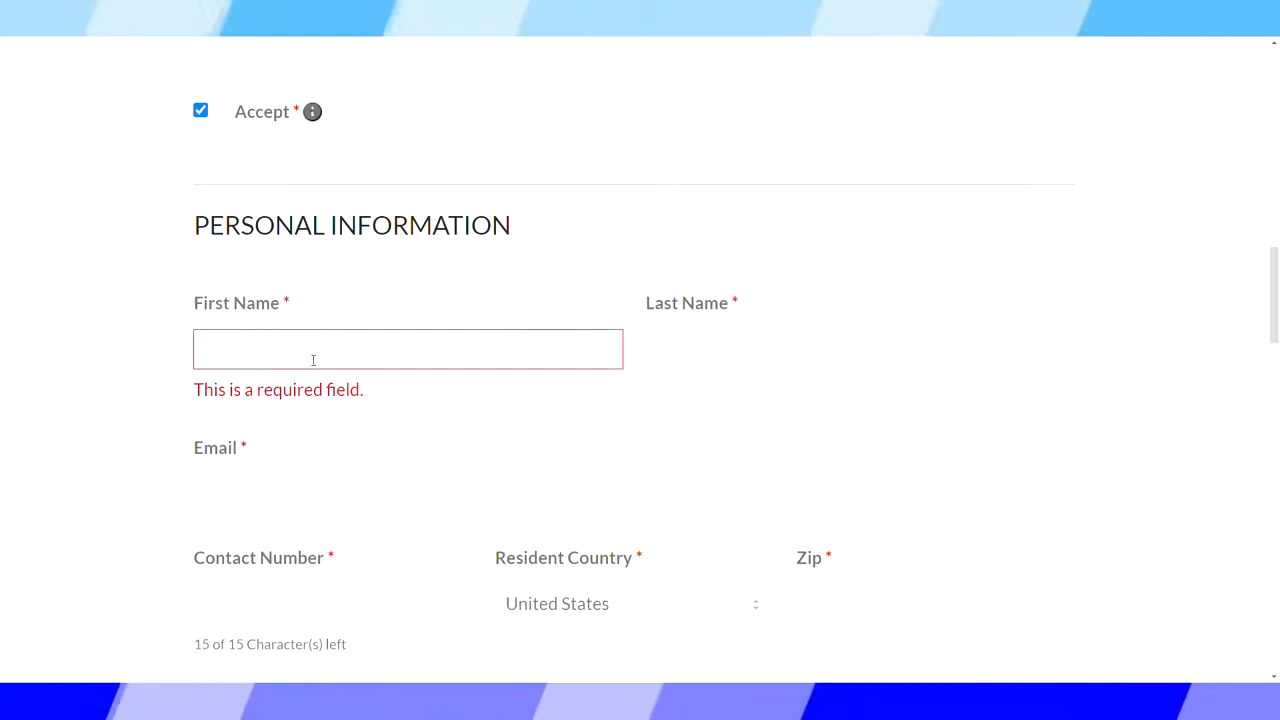 Accept *
PERSONAL INFORMATION
First Name * Last Name *
This is a required field.
Email *
Contact Number * Resident Country * Zip *
United States
15 of 15 Character(s) left